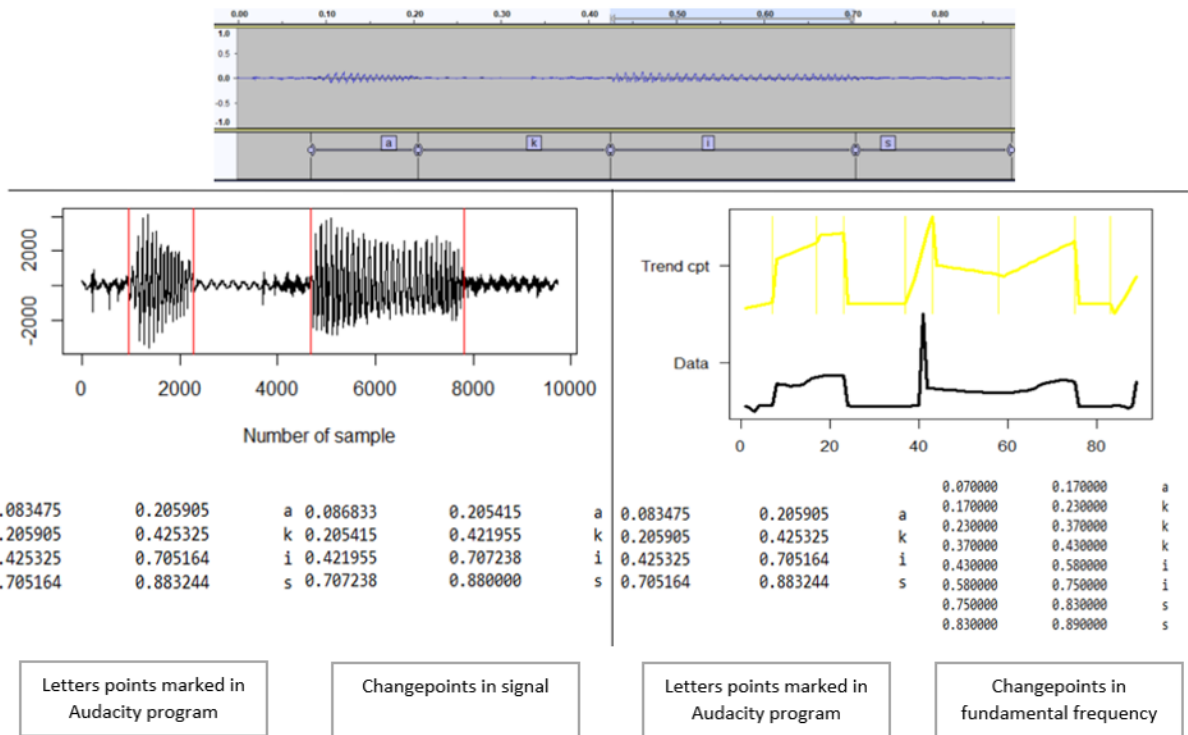 0.00 0.10 0.20 0.30 0.40 0.50 0.60 0.70 0.80
1.0
0.5
0.0
-0.5
-1.0
a k i s
2000
-2000
0 2000 4000 6000 8000 10000
Number of sample
Trend cpt
Data
0 20 40 60 80
.083475 0.205905 a 0.086833 0.205415 a
.205905 0.425325 k 0.205415 0.421955 k
.425325 0.705164 i 0.421955 0.707238 i
.705164 0.883244 s 0.707238 0.880000 s
0.083475 0.205905 a
0.205905 0.425325 k
0.425325 0.705164 i
0.705164 0.883244 s
0.070000 0.170000 a
0.170000 0.230000 k
0.230000 0.370000 k
0.370000 0.430000 k
0.430000 0.580000 i
0.580000 0.750000 i
0.750000 0.830000 s
0.830000 0.890000 s
Letters points marked in
Audacity program
Changepoints in signal
Letters points marked in
Audacity program
Changepoints in
fundamental frequency